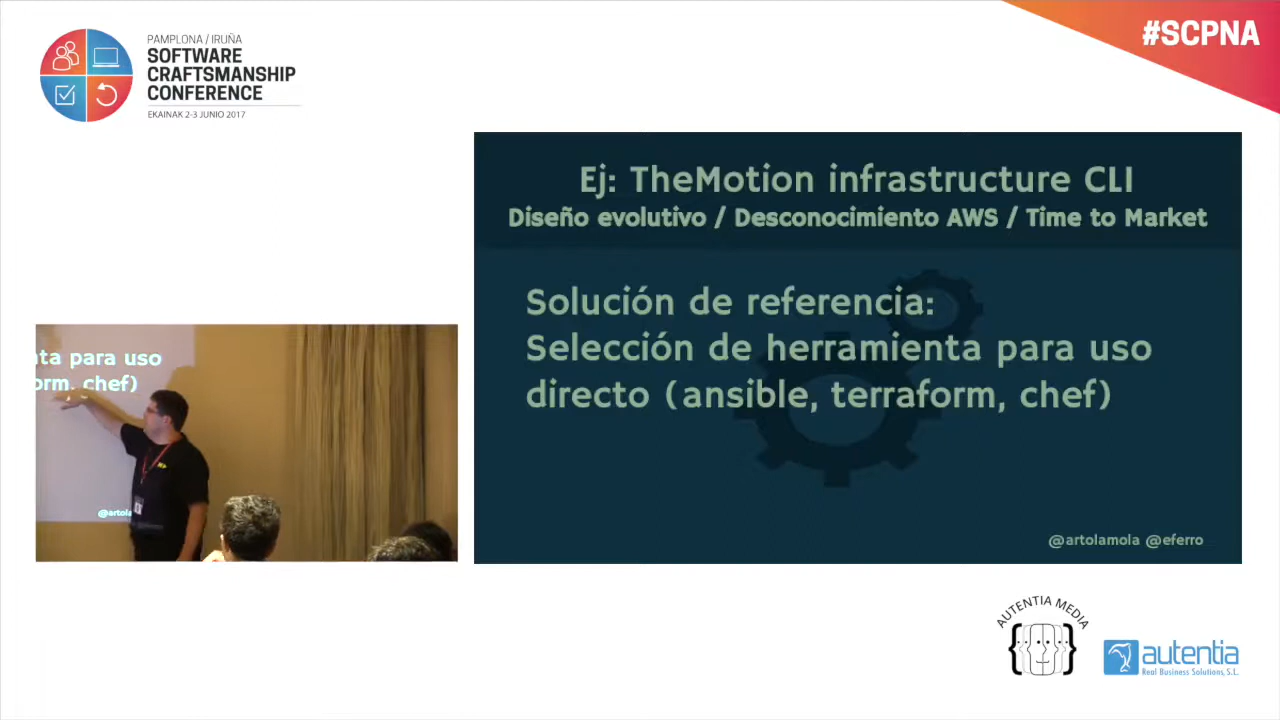 PAMPLONA / IRUÑA
SOFTWARE
CRAFTSMANSHIP
CONFERENCE
EKAINAK 2-3 JUNIO 2017
#SCPNA
Ej: TheMotion infrastructure CLI
Diseño evolutivo / Desconocimiento AWS / Time to Market
Solución de referencia:
Selección de herramienta para uso
directo (ansible, terraform, chef)
@artolamola @eferro
para uso
chef)
AUTENTIA MEDIA
autentia
Real Business Solutions, S.L.